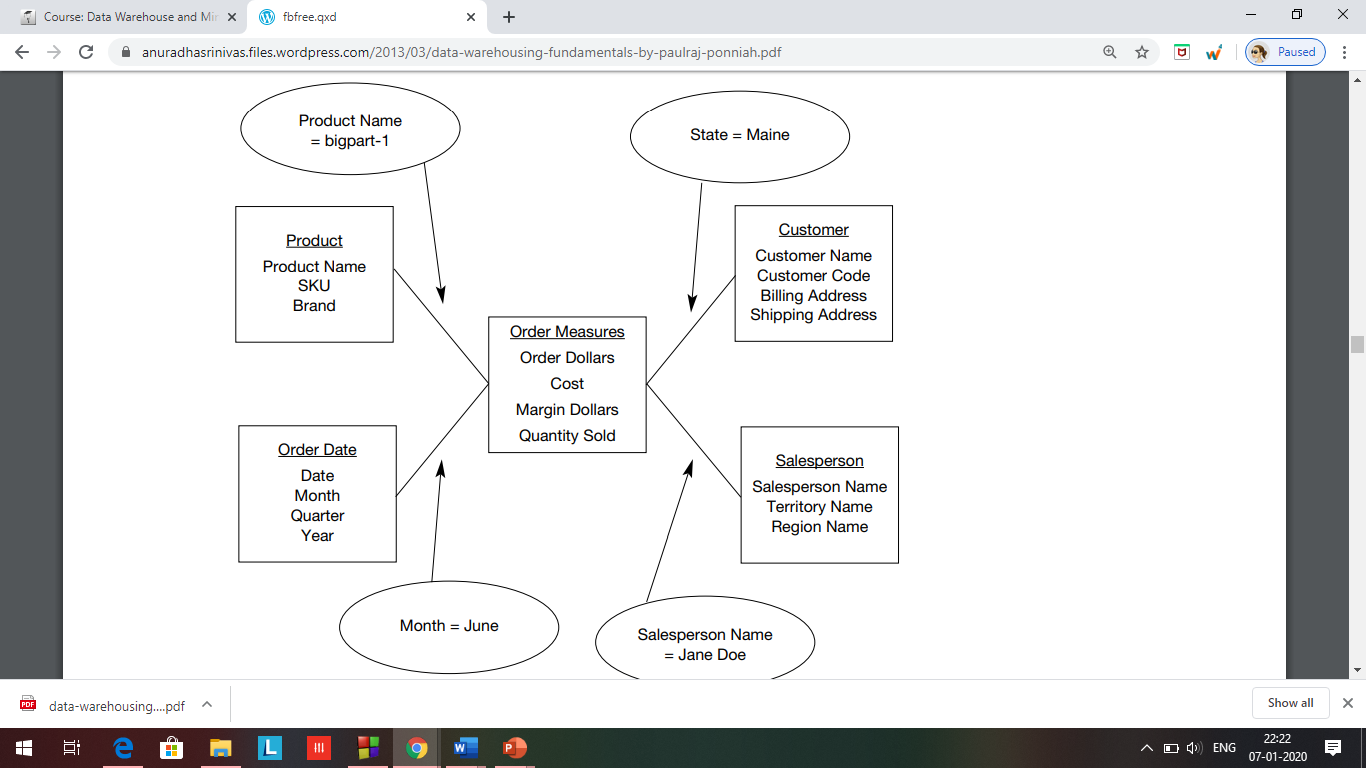 Course: Data Warehouse and Mi
fbfree.qxd
anuradhasrinivas.files.wordpress.com/2013/03/data-warehousing-fundamentals-by-paulraj-ponniah.pdf
Paused
Product Name
= bigpart-1
State = Maine
Product
Product Name
SKU
Brand
Customer
Customer Name
Customer Code
Billing Address
Shipping Address
Order Measures
Order Dollars
Cost
Margin Dollars
Quantity Sold
Order Date
Date
Month
Quarter
Year
Salesperson
Salesperson Name
Territory Name
Region Name
Month = June
Salesperson Name
= Jane Doe
PDF
data-warehousing....pdf
Show all
L
W
P
ENG
22:22
07-01-2020